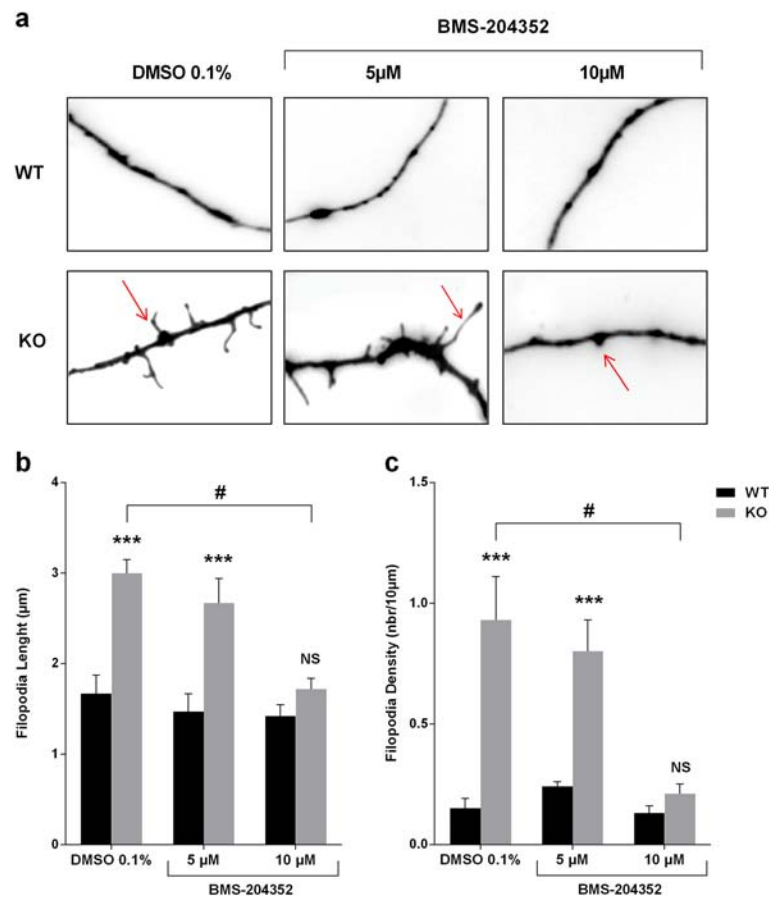 a
BMS-204352
DMSO 0.1%
5µM
10µM
WT
KO
b
4
3
2
1
0
Filopodia Lenght (µm)
#
***
***
NS
DMSO 0.1%
5 µM
10 µM
BMS-204352
c
1.5
1.0
0.5
0.0
Filopodia Density (nbr/10µm)
#
***
***
NS
DMSO 0.1%
5 µM
10 µM
BMS-204352
WT
KO